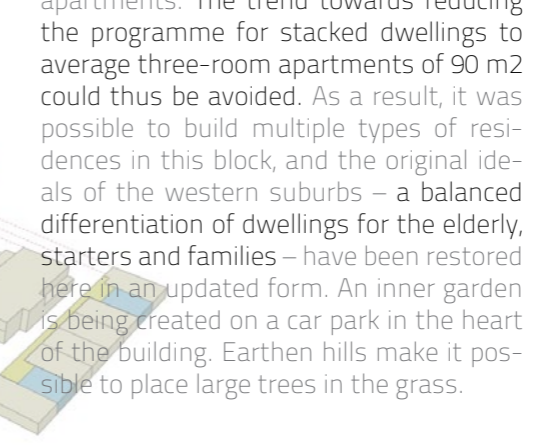 apartments. The trend towards reducing
the programme for stacked dwellings to
average three-room apartments of 90 m2
could thus be avoided. As a result, it was
possible to build multiple types of resi-
dences in this block, and the original ide-
als of the western suburbs – a balanced
differentiation of dwellings for the elderly,
starters and families – have been restored
here in an updated form. An inner garden
is being created on a car park in the heart
of the building. Earthen hills make it pos-
sible to place large trees in the grass.